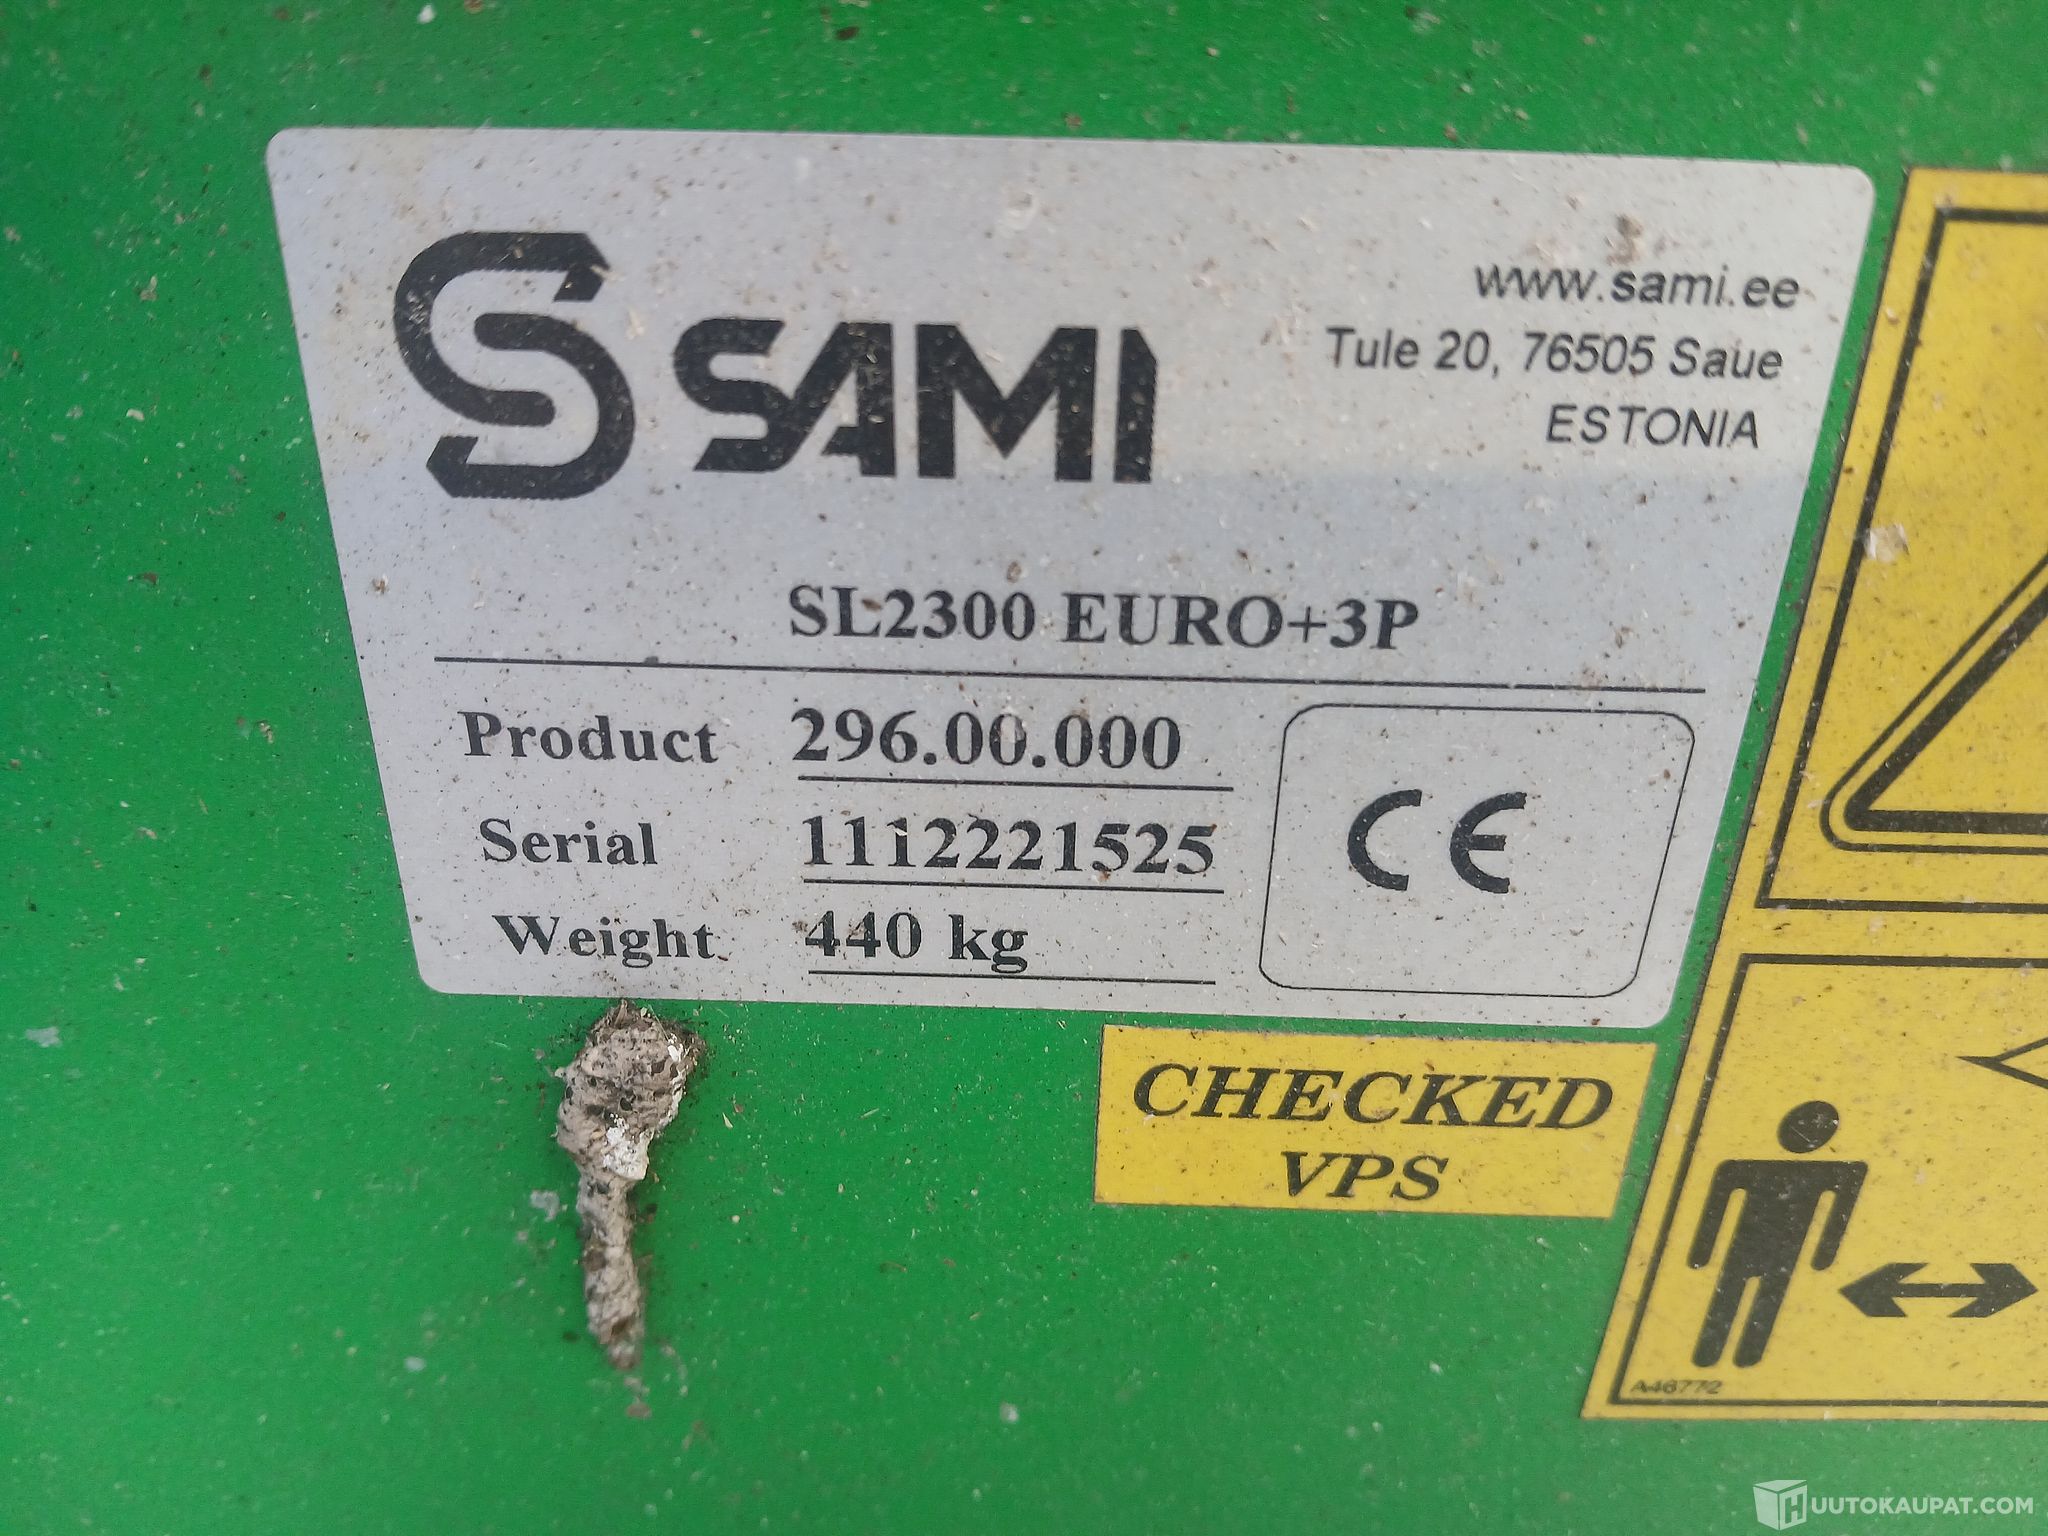 SAMI
www.sami.ee
Tule 20, 76505 Saue
ESTONIA
SL2300 EURO+3P
Product 296.00.000
Serial 1112221525
Weight 440 kg
CE
CHECKED
VPS
A46772
HUUTOKAUPAT.COM